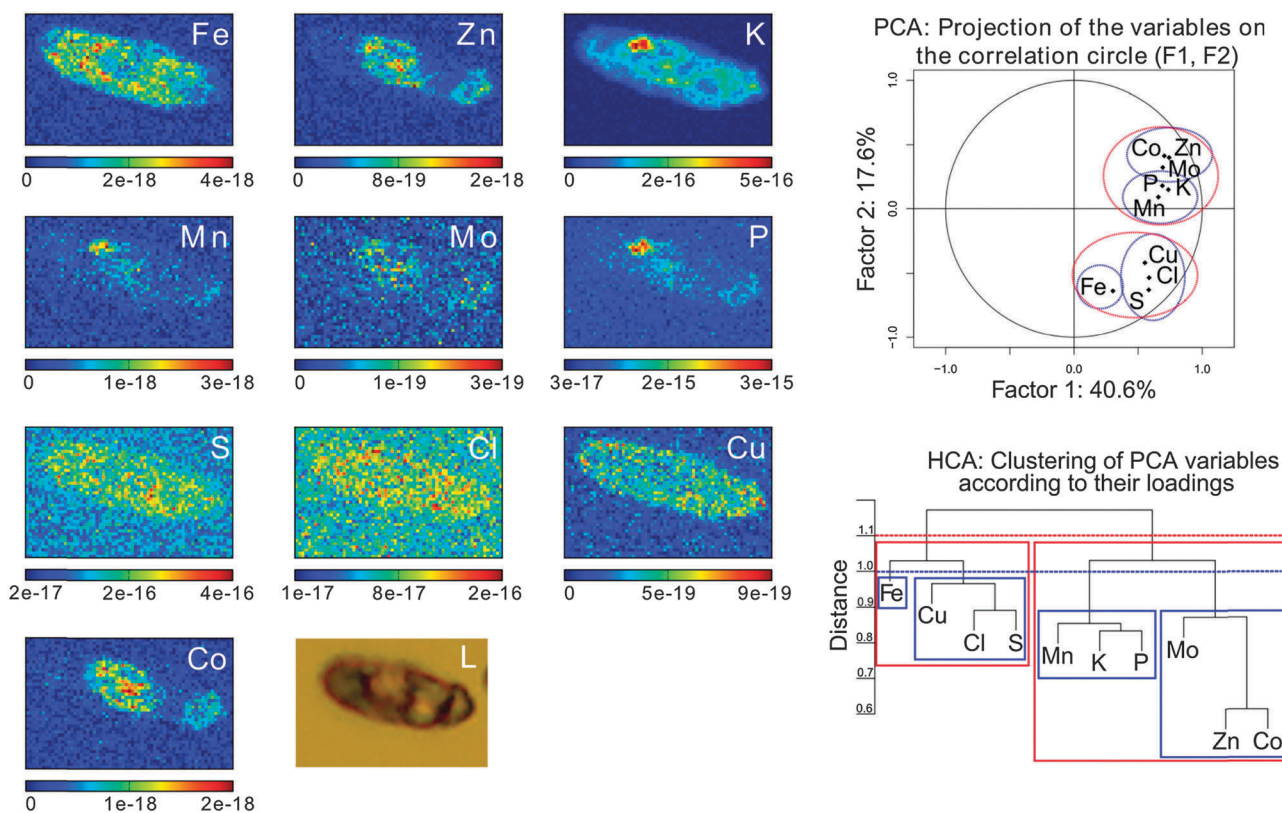 Fe
0 2e-18 4e-18
Zn
0 8e-19 2e-18
K
0 2e-16 5e-16
Mn
0 1e-18 3e-18
Mo
0 1e-19 3e-19
P
3e-17 2e-15 3e-15
S
2e-17 2e-16 4e-16
Cl
1e-17 8e-17 2e-16
Cu
0 5e-19 9e-19
Co
0 1e-18 2e-18
L
PCA: Projection of the variables on
the correlation circle (F1, F2)
Factor 2: 17.6%
1.0
0.0
−1.0
Co Zn
Mo
P K
Mn
Cu
Cl
Fe
S
−1.0 0.0 1.0
Factor 1: 40.6%
HCA: Clustering of PCA variables
according to their loadings
Distance
1.1
1.0
0.9
0.8
0.7
0.6
Fe
Cu
Cl S
Mn K P
Mo
Zn Co